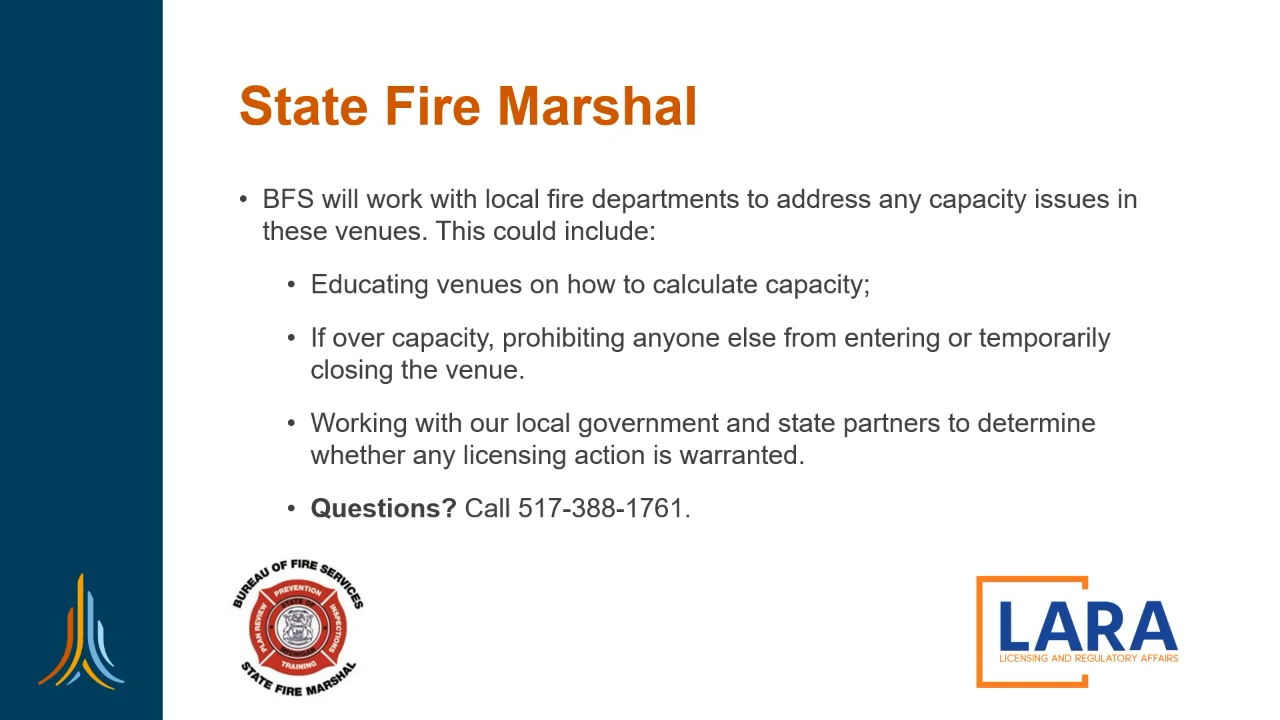 State Fire Marshal
• BFS will work with local fire departments to address any capacity issues in
these venues. This could include:
• Educating venues on how to calculate capacity;
• If over capacity, prohibiting anyone else from entering or temporarily
closing the venue.
• Working with our local government and state partners to determine
whether any licensing action is warranted.
• Questions? Call 517-388-1761.
BUREAU OF FIRE SERVICES
PREVENTION
PLAN REVIEW
INSPECTIONS
STATE OF
TRAINING
STATE FIRE MARSHAL
LARA
LICENSING AND REGULATORY AFFAIRS